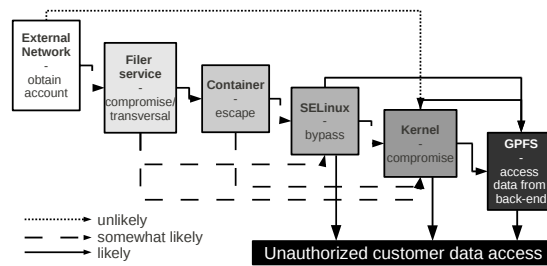 External
Network
-
obtain
account
Filer
service
-
compromise/
transversal
Container
-
escape
SELinux
-
bypass
Kernel
-
compromise
GPFS
-
access
data from
back-end
unlikely
somewhat likely
likely
Unauthorized customer data access